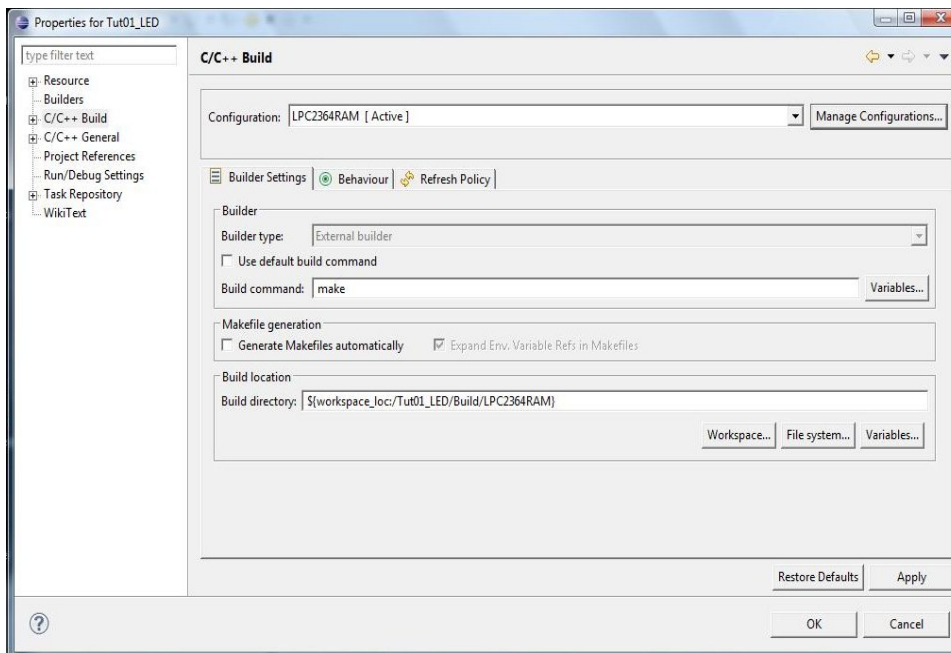 Properties for Tut01_LED
type filter text
Resource
Builders
C/C++ Build
C/C++ General
Project References
Run/Debug Settings
Task Repository
WikiText
C/C++ Build
Configuration: LPC2364RAM [ Active ] Manage Configurations...
Builder Settings Behaviour Refresh Policy
Builder
Builder type: External builder
Use default build command
Build command: make Variables...
Makefile generation
Generate Makefiles automatically Expand Env. Variable Refs in Makefiles
Build location
Build directory: ${workspace_loc:/Tut01_LED/Build/LPC2364RAM}
Workspace... File system... Variables...
Restore Defaults Apply
OK Cancel